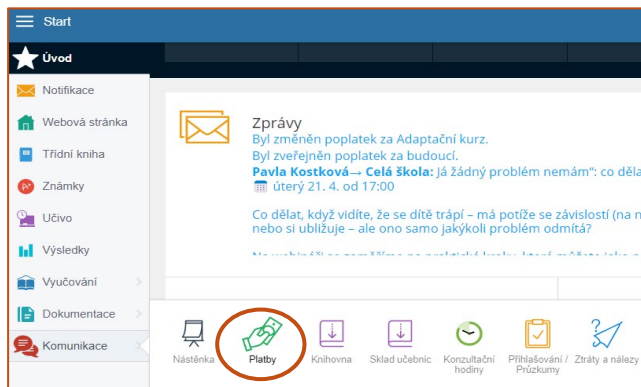 Start
Úvod
Notifikace
Webová stránka
Třídní kniha
Známky
Učivo
Výsledky
Vyučování
Dokumentace
Komunikace
Zprávy
Byl změněn poplatek za Adaptační kurz.
Byl zveřejněn poplatek za budoucí.
Pavla Kostková→ Celá škola: Já žádný problém nemám": co děla
úterý 21. 4. od 17:00
Co dělat, když vidíte, že se dítě trápí – má potíže se závislostí (na n
nebo si ubližuje – ale ono samo jakýkoli problém odmítá?
Nástěnka
Platby
Knihovna
Sklad učebnic
Konzultační
hodiny
Přihlašování /
Průzkumy
Ztráty a nálezy